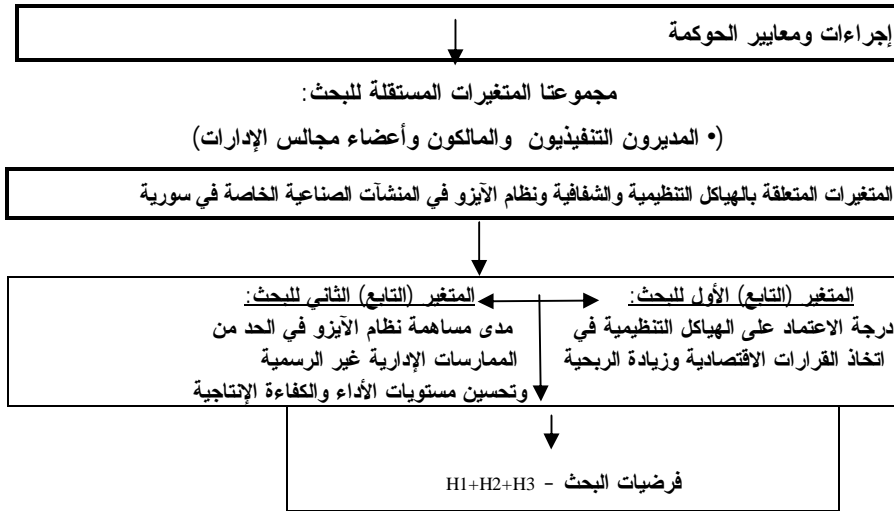 إجراءات ومعايير الحوكمة
مجموعتا المتغيرات المستقلة للبحث:
(• المديرون التنفيذيون والمالكون وأعضاء مجالس الإدارات)
المتغيرات المتعلقة بالهياكل التنظيمية والشفافية ونظام الآيزو في المنشآت الصناعية الخاصة في سورية
المتغير (التابع) الأول للبحث:
درجة الاعتماد على الهياكل التنظيمية في
اتخاذ القرارات الاقتصادية وزيادة الربحية
المتغير (التابع) الثاني للبحث:
مدى مساهمة نظام الآيزو في الحد من
الممارسات الإدارية غير الرسمية
وتحسين مستويات الأداء والكفاءة الإنتاجية
فرضيات البحث - H1+H2+H3